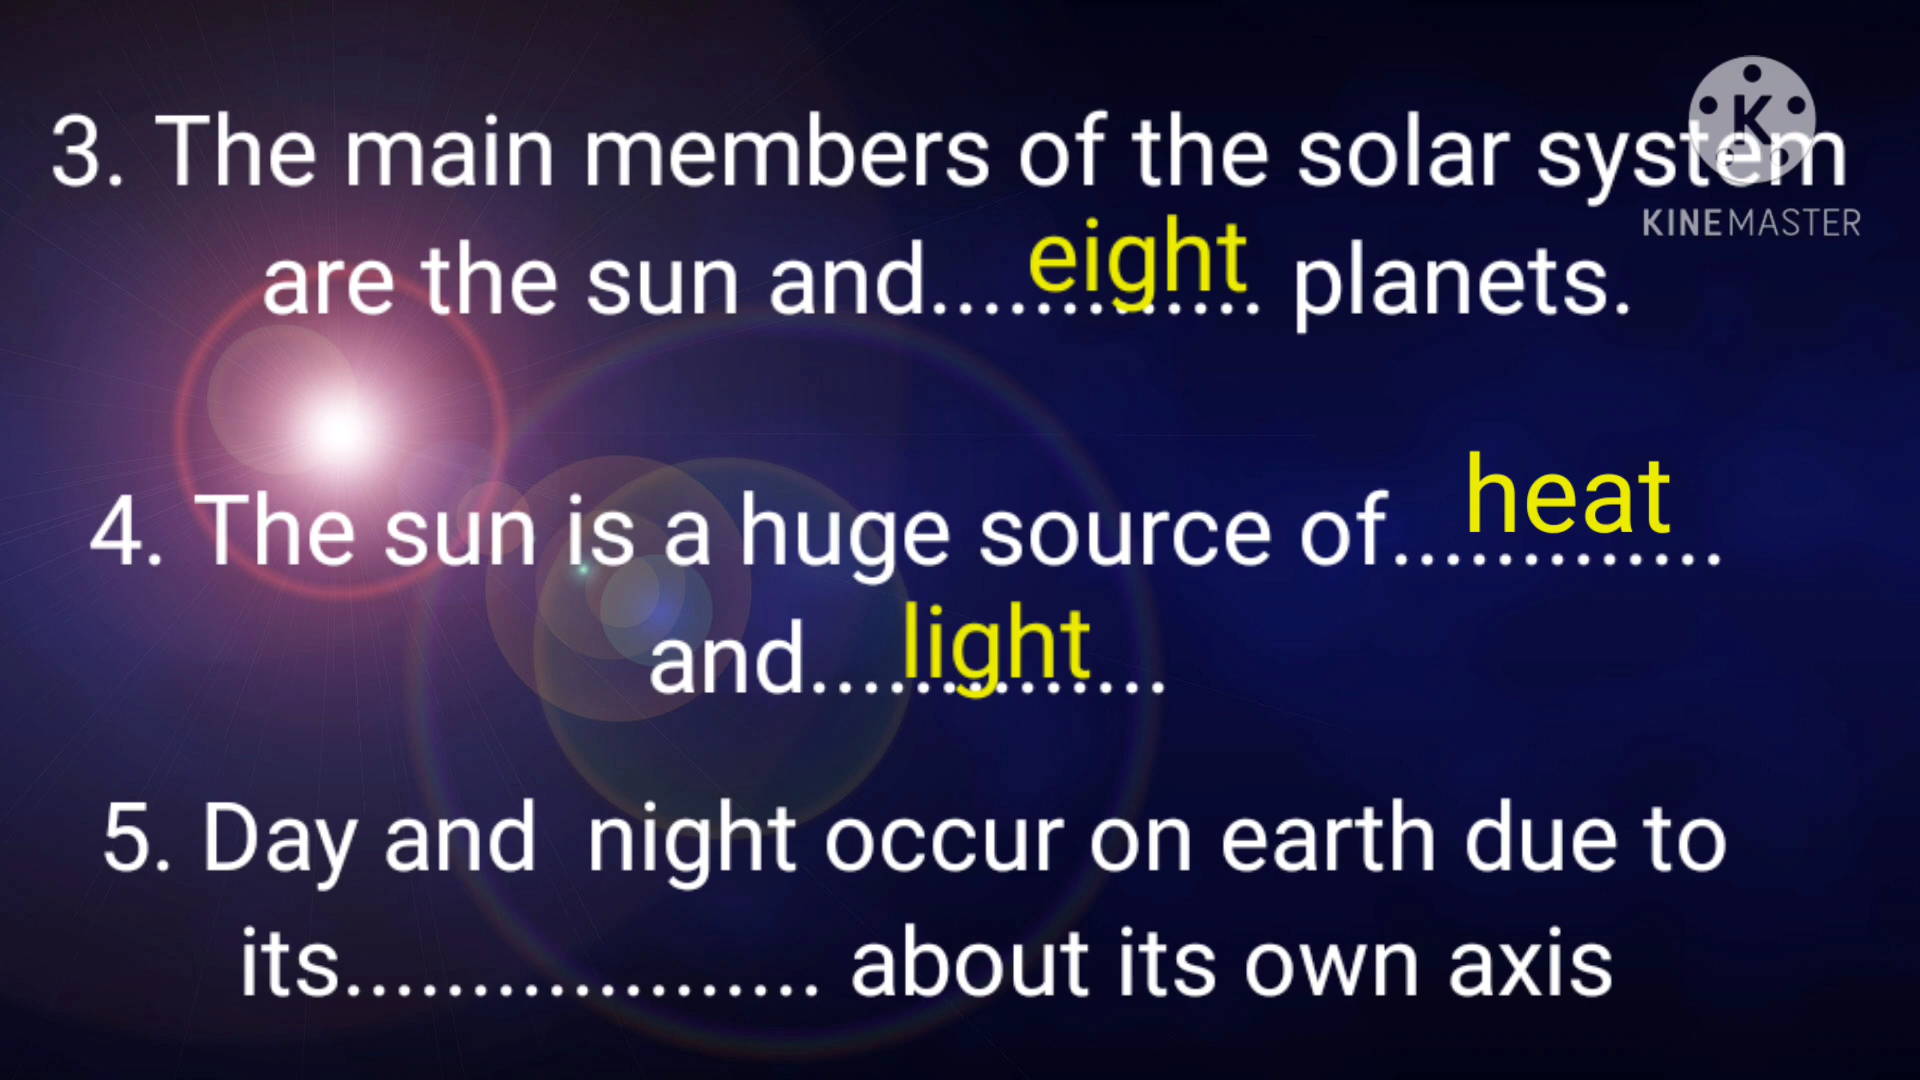 3. The main members of the solar system
are the sun and............. eight planets.
4. The sun is a huge source of............. heat
and.............. light
5. Day and  night occur on earth due to
its................... about its own axis
K
KINEMASTER